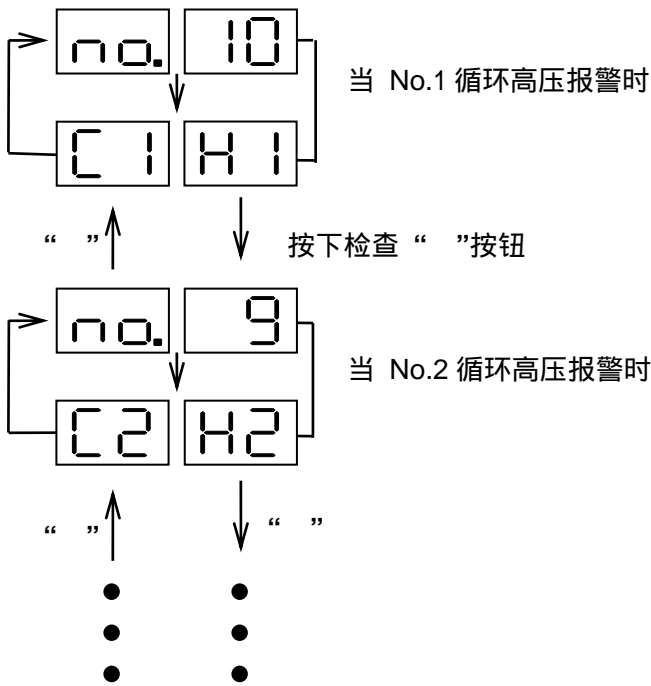 no. 10
当 No.1 循环高压报警时
C1 H1
“ ” 按下检查 “ ”按钮
no. 9
当 No.2 循环高压报警时
C2 H2
“ ” “ ”